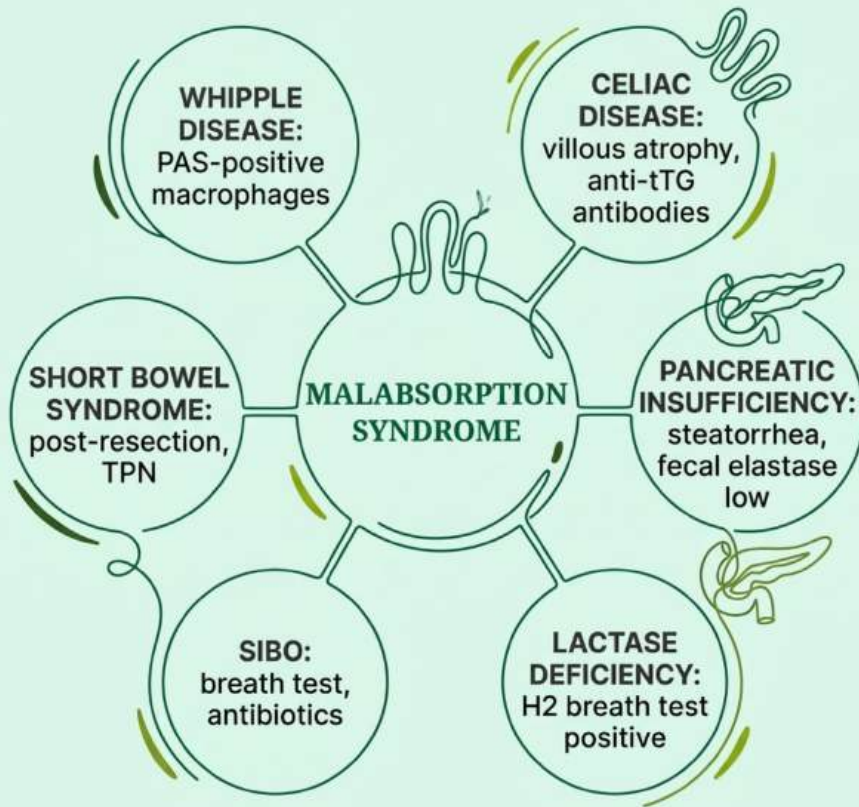 WHIPPLE
DISEASE:
PAS-positive
macrophages
CELIAC
DISEASE:
villous atrophy,
anti-tTG
antibodies
SHORT BOWEL
SYNDROME:
post-resection,
TPN
MALABSORPTION
SYNDROME
PANCREATIC
INSUFFICIENCY:
steatorrhea,
fecal elastase
low
SIBO:
breath test,
antibiotics
LACTASE
DEFICIENCY:
H2 breath test
positive